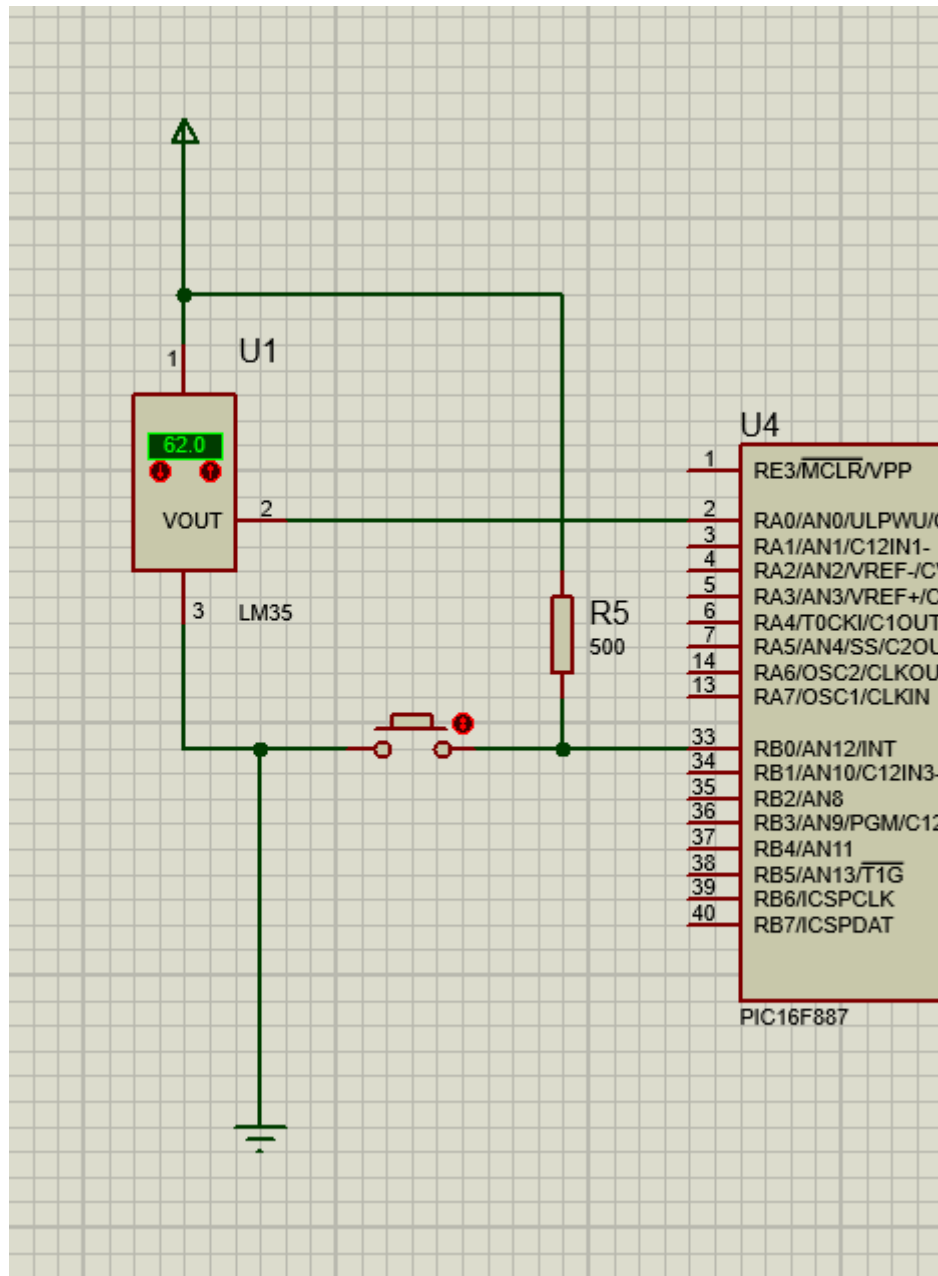 U1
1
62.0
VOUT
2
3
LM35
R5
500
U4
1
RE3/MCLR/VPP
2
RA0/AN0/ULPWU/C
3
RA1/AN1/C12IN1-
4
RA2/AN2/VREF-/CV
5
RA3/AN3/VREF+/C
6
RA4/T0CKI/C1OUT
7
RA5/AN4/SS/C2OU
14
RA6/OSC2/CLKOU
13
RA7/OSC1/CLKIN
33
RB0/AN12/INT
34
RB1/AN10/C12IN3-
35
RB2/AN8
36
RB3/AN9/PGM/C12
37
RB4/AN11
38
RB5/AN13/T1G
39
RB6/ICSPCLK
40
RB7/ICSPDAT
PIC16F887